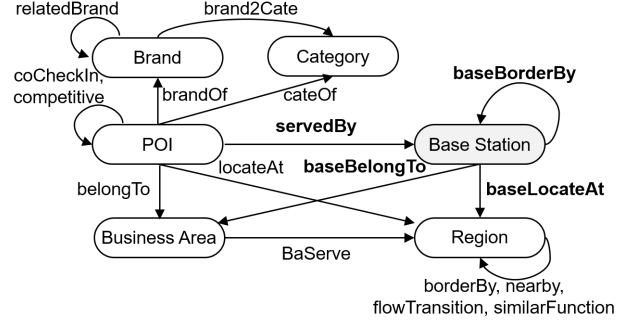 relatedBrand
brand2Cate
Brand
Category
coCheckIn,
competitive
brandOf
cateOf
baseBorderBy
POI
servedBy
Base Station
locateAt
baseBelongTo
belongTo
baseLocateAt
Business Area
BaServe
Region
borderBy, nearby,
flowTransition, similarFunction